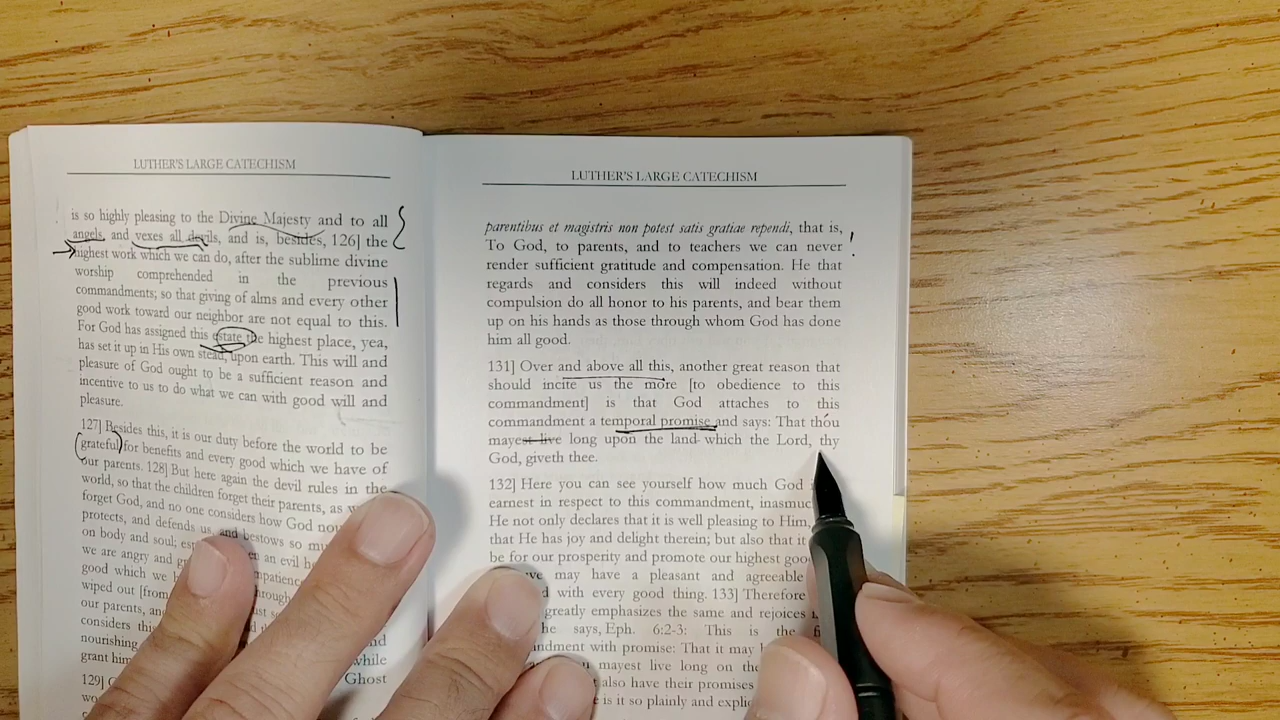 LUTHER'S LARGE CATECHISM
is so highly pleasing to the Divine Majesty and to all
angels, and vexes all devils, and is, besides, 126] the
highest work which we can do, after the sublime divine
worship comprehended in the previous
commandments; so that giving of alms and every other
good work toward our neighbor are not equal to this.
For God has assigned this estate the highest place, yea,
has set it up in His own stead, upon earth. This will and
pleasure of God ought to be a sufficient reason and
incentive to us to do what we can with good will and
pleasure.
127] Besides this, it is our duty before the world to be
grateful for benefits and every good which we have of
our parents. 128] But here again the devil rules in the
world, so that the children forget their parents, as
forget God, and no one considers how God
protects, and defends us, and bestows so
on body and soul; an evil
we are angry and
good which we
wiped out [from
our parents, and
considers
nourishing
grant him while
129] Ghost
LUTHER'S LARGE CATECHISM
parentibus et magistris non potest satis gratiae rependi, that is,
To God, to parents, and to teachers we can never !
render sufficient gratitude and compensation. He that
regards and considers this will indeed without
compulsion do all honor to his parents, and bear them
up on his hands as those through whom God has done
him all good.
131] Over and above all this, another great reason that
should incite us the more [to obedience to this
commandment] is that God attaches to this
commandment a temporal promise and says: That thou
mayest live long upon the land which the Lord, thy
God, giveth thee.
132] Here you can see yourself how much God
earnest in respect to this commandment,
He not only declares that it is well pleasing to Him,
that He has joy and delight therein; but also that it
be for our prosperity and promote our highest
may have a pleasant and agreeable
with every good thing. 133] Therefore
greatly emphasizes the same and rejoices
he says, Eph. 6:2-3: This is the
with promise: That it may
mayest live long on the
also have their promises
is it so plainly and